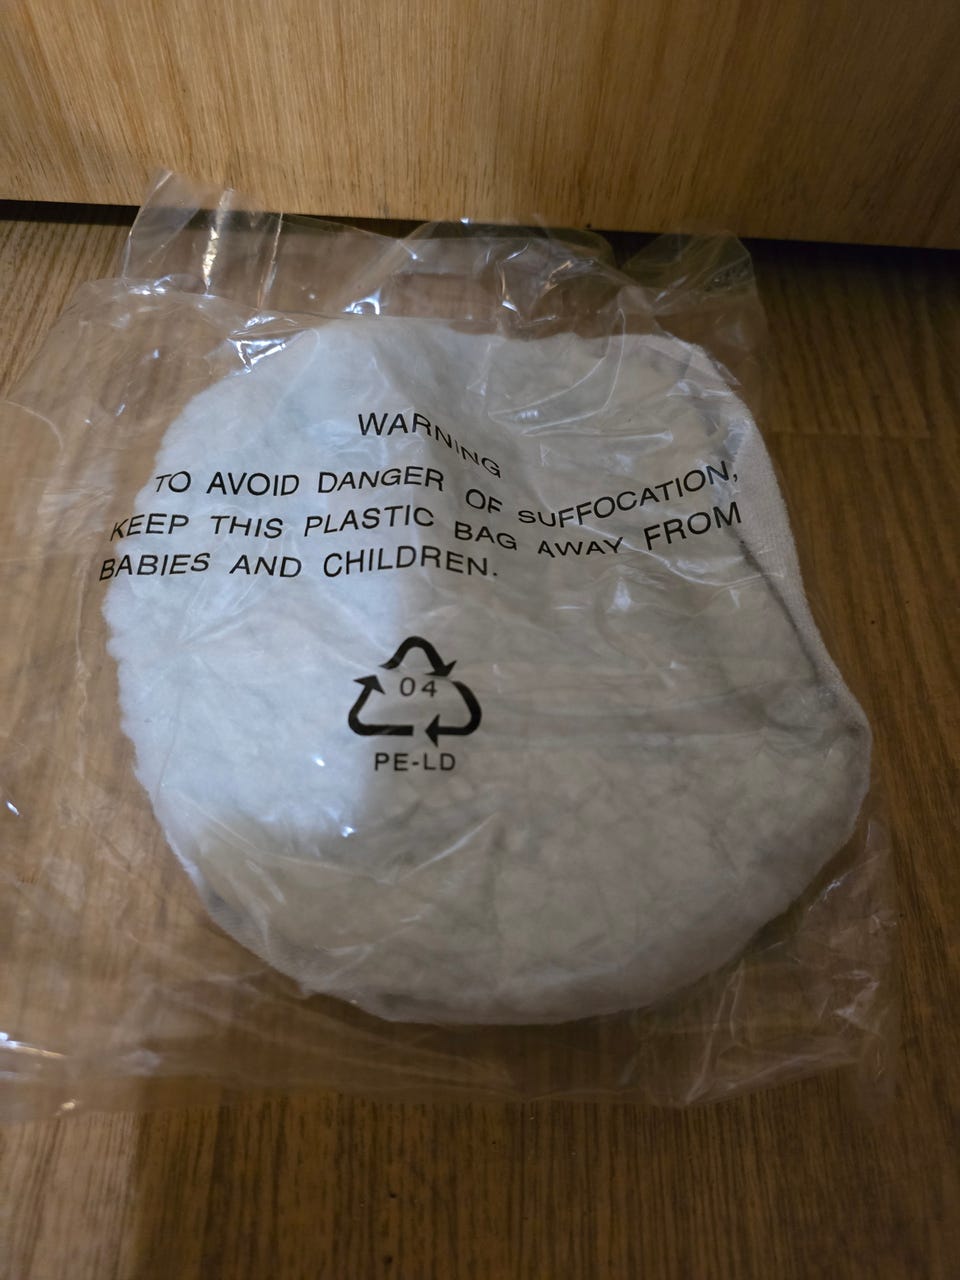 WARNING
TO AVOID DANGER OF SUFFOCATION,
KEEP THIS PLASTIC BAG AWAY FROM
BABIES AND CHILDREN.
04
PE-LD